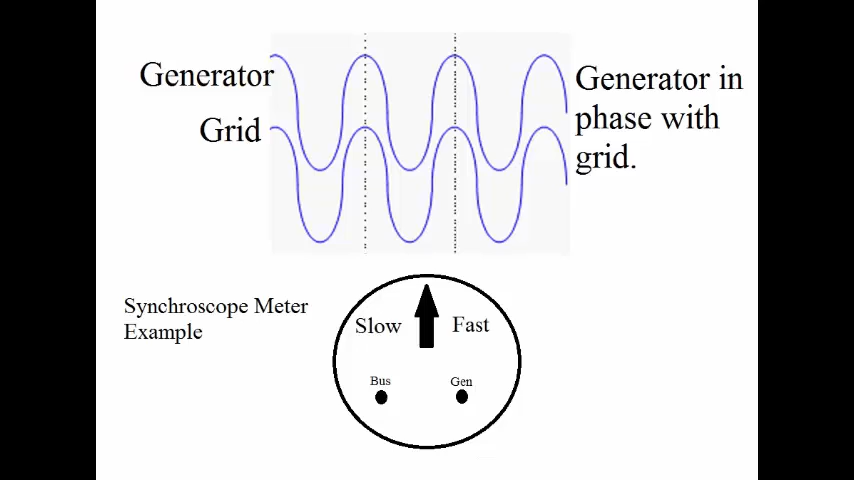 Generator
Grid
Generator in
phase with
grid.
Synchroscope Meter
Example
Slow
Fast
Bus
Gen